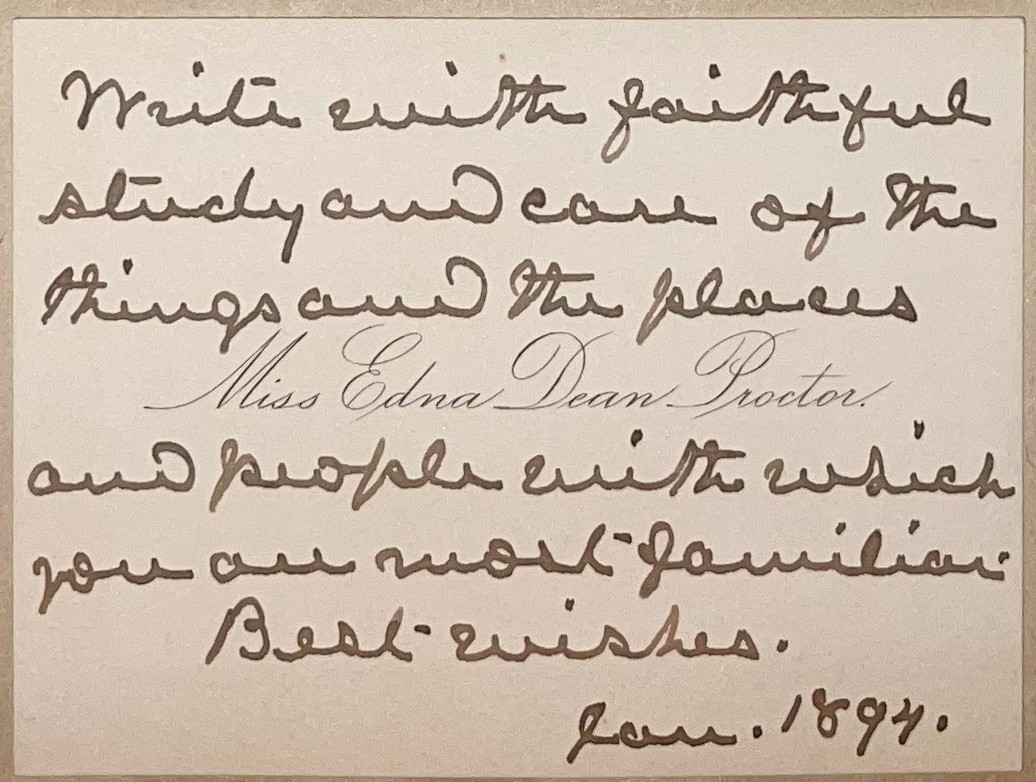 Write with faithful
study and care of the
things and the places
Miss Edna Dean Proctor.
and people with which
you are most familiar.
Best wishes.
Jan. 1894.